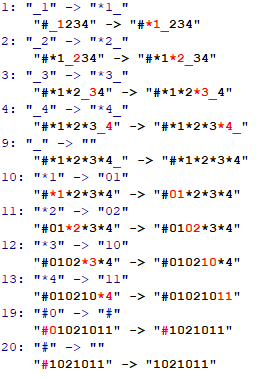 1: "_1" -> "*1_"
"#_1234" -> "#*1_234"
2: "_2" -> "*2_"
"#*1_234" -> "#*1*2_34"
3: "_3" -> "*3_"
"#*1*2_34" -> "#*1*2*3_4"
4: "_4" -> "*4_"
"#*1*2*3_4" -> "#*1*2*3*4_"
9: "_" -> ""
"#*1*2*3*4_" -> "#*1*2*3*4"
10: "*1" -> "01"
"#*1*2*3*4" -> "#01*2*3*4"
11: "*2" -> "02"
"#01*2*3*4" -> "#0102*3*4"
12: "*3" -> "10"
"#0102*3*4" -> "#010210*4"
13: "*4" -> "11"
"#010210*4" -> "#01021011"
19: "#0" -> "#"
"#01021011" -> "#1021011"
20: "#" -> ""
"#1021011" -> "1021011"